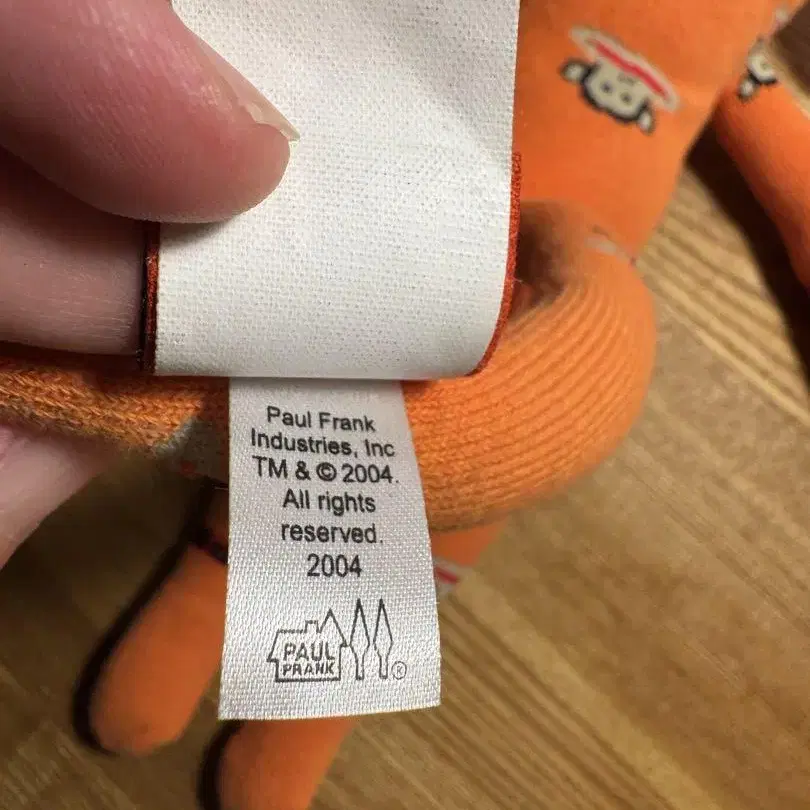 Paul Frank
Industries, Inc
TM & © 2004.
All rights
reserved.
2004
PAUL
FRANK
®